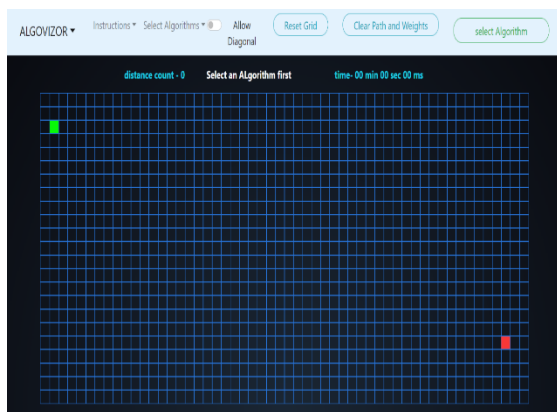 ALGOVIZOR
Instructions
Select Algorithms
Allow
Diagonal
Reset Grid
Clear Path and Weights
select Algorithm
distance count - 0
Select an ALgorithm first
time- 00 min 00 sec 00 ms